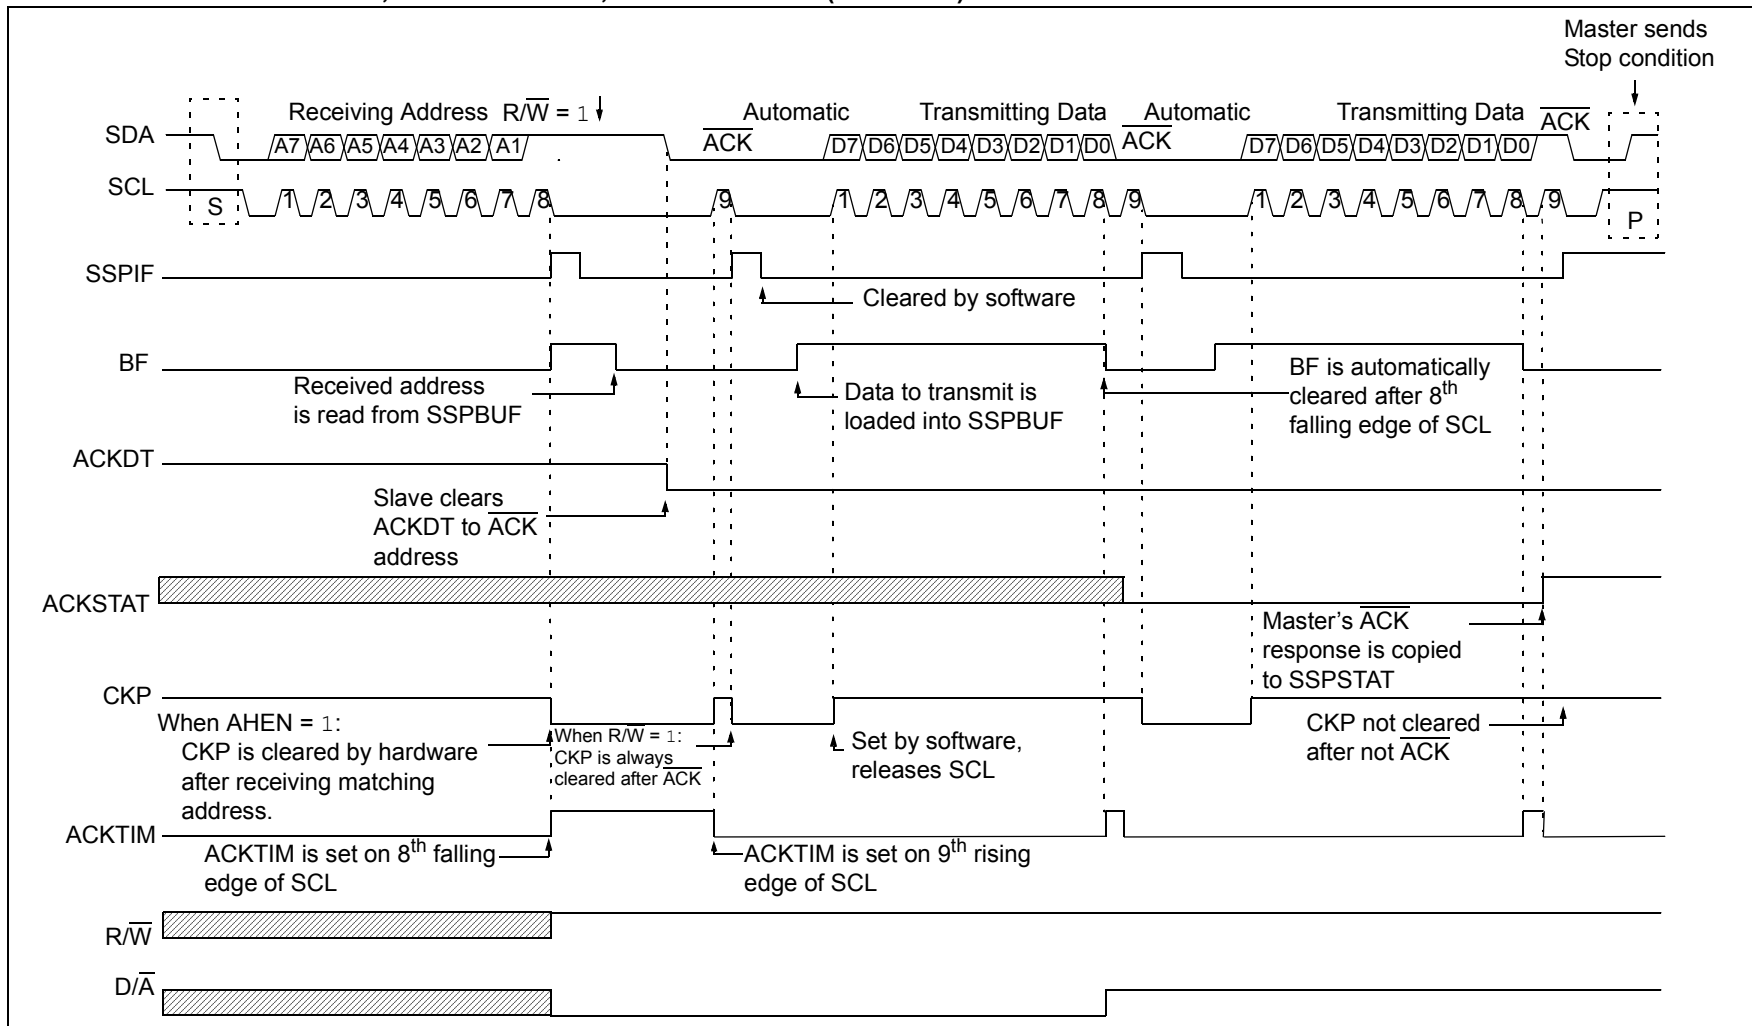 Master sends
Stop condition
Receiving Address R/W̅ = 1 Automatic Transmitting Data Automatic Transmitting Data A̅C̅K̅
SDA A7 A6 A5 A4 A3 A2 A1 A̅C̅K̅ D7 D6 D5 D4 D3 D2 D1 D0 A̅C̅K̅ D7 D6 D5 D4 D3 D2 D1 D0
SCL S 1 2 3 4 5 6 7 8 9 1 2 3 4 5 6 7 8 9 1 2 3 4 5 6 7 8 9 P
SSPIF
Cleared by software
BF
Received address
is read from SSPBUF
Data to transmit is
loaded into SSPBUF
BF is automatically
cleared after 8th
falling edge of SCL
ACKDT
Slave clears
ACKDT to A̅C̅K̅
address
ACKSTAT
Master's A̅C̅K̅
response is copied
to SSPSTAT
CKP
When AHEN = 1:
CKP is cleared by hardware
after receiving matching
address.
When R/W̅ = 1:
CKP is always
cleared after A̅C̅K̅
Set by software,
releases SCL
CKP not cleared
after not A̅C̅K̅
ACKTIM
ACKTIM is set on 8th falling
edge of SCL
ACKTIM is set on 9th rising
edge of SCL
R/W̅
D/A̅